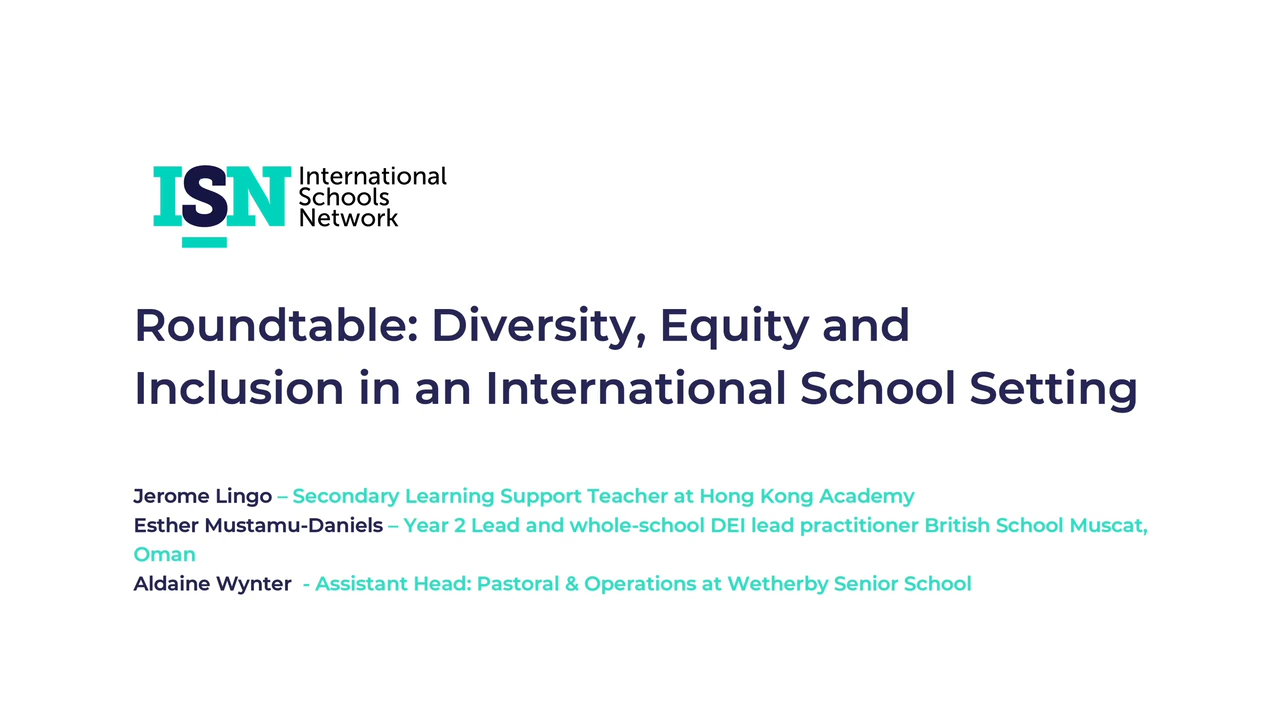 ISN
International
Schools
Network
Roundtable: Diversity, Equity and
Inclusion in an International School Setting
Jerome Lingo – Secondary Learning Support Teacher at Hong Kong Academy
Esther Mustamu-Daniels – Year 2 Lead and whole-school DEI lead practitioner British School Muscat,
Oman
Aldaine Wynter - Assistant Head: Pastoral & Operations at Wetherby Senior School